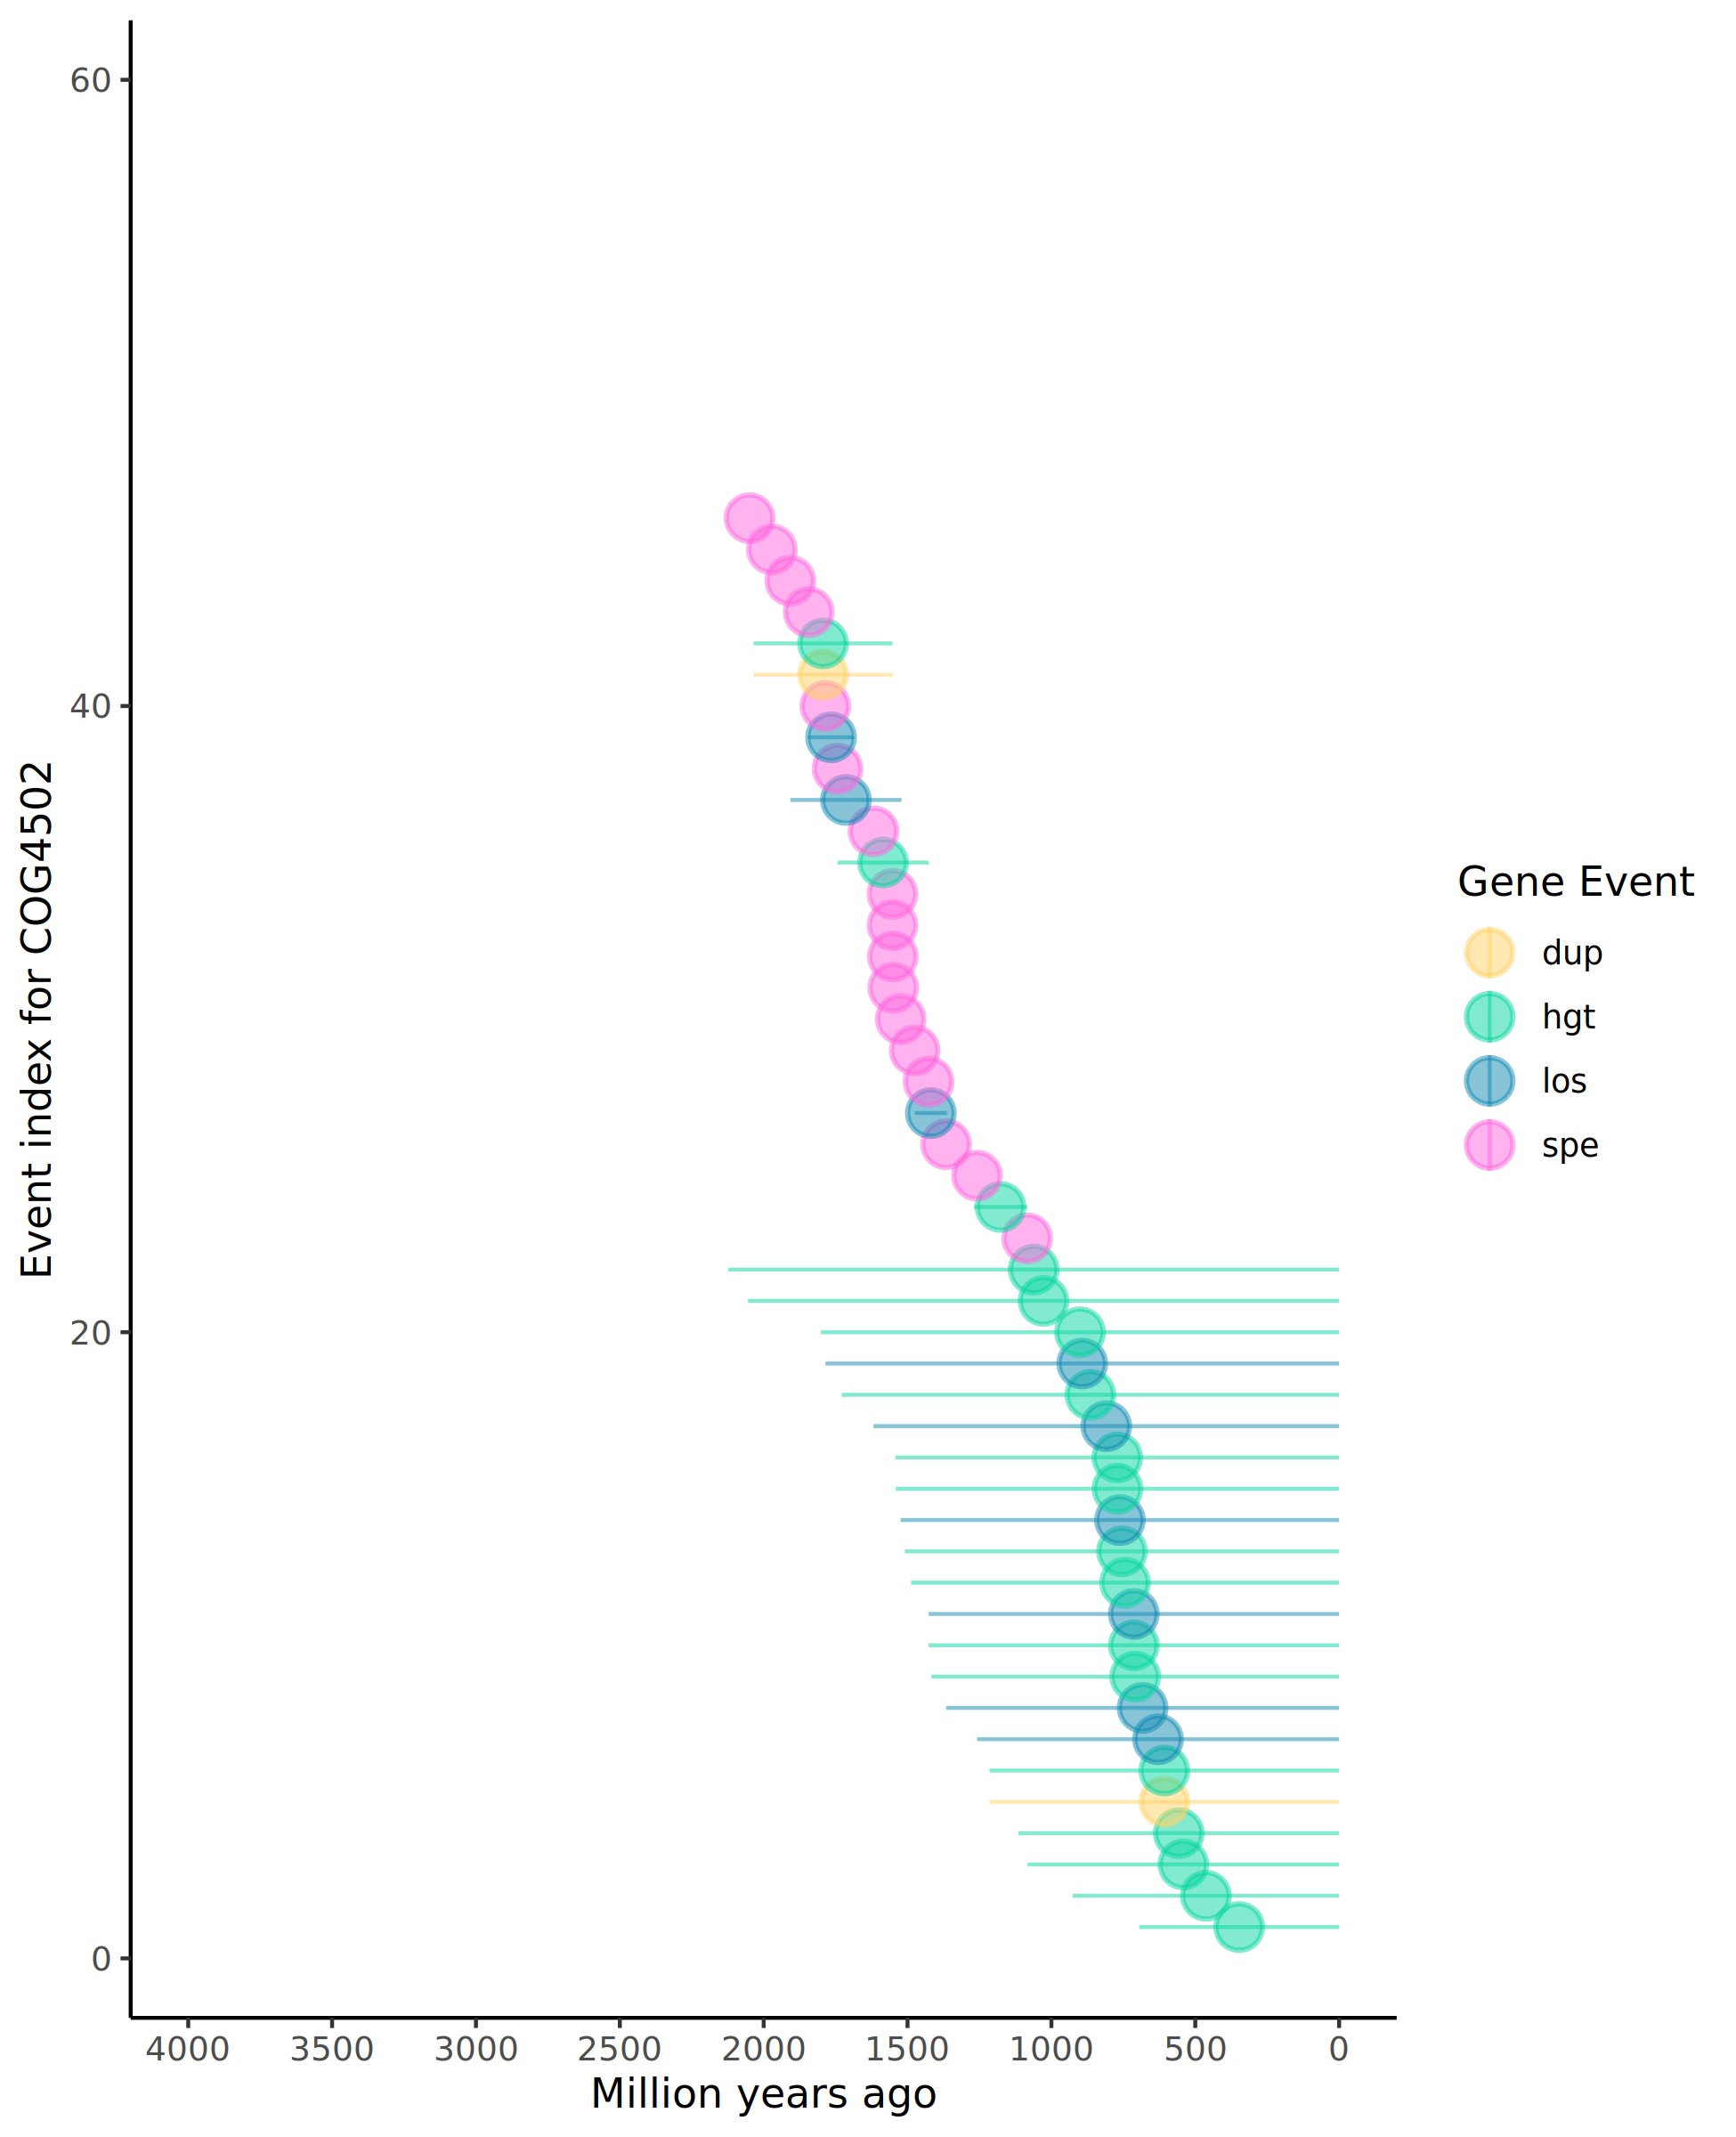 60
40
20
0
Event index for COG4502
4000 3500 3000 2500 2000 1500 1000 500 0
Million years ago
Gene Event
dup
hgt
los
spe